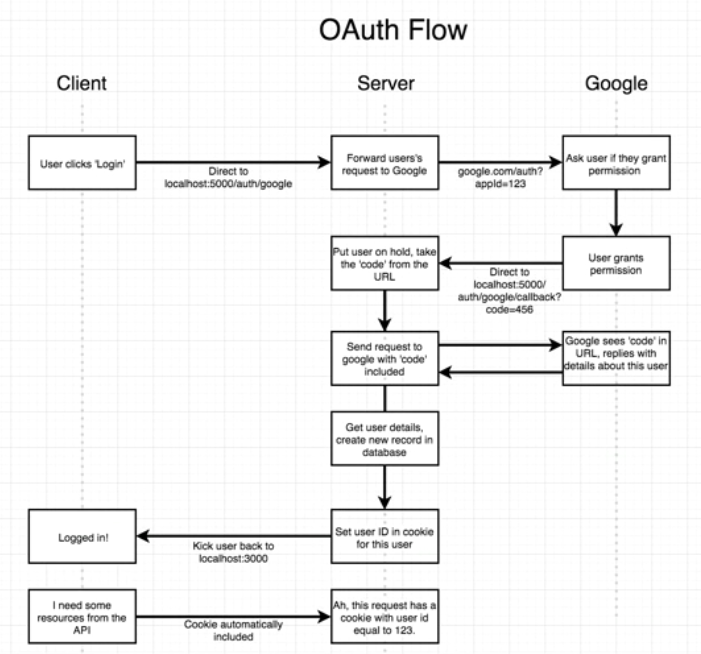 OAuth Flow
Client
Server
Google
User clicks 'Login'
Direct to
localhost:5000/auth/google
Forward users's
request to Google
google.com/auth?
appId=123
Ask user if they grant
permission
Put user on hold, take
the 'code' from the
URL
Direct to
localhost:5000/
auth/google/callback?
code=456
User grants
permission
Send request to
google with 'code'
included
Google sees 'code' in
URL, replies with
details about this user
Get user details,
create new record in
database
Logged in!
Kick user back to
localhost:3000
Set user ID in cookie
for this user
I need some
resources from the
API
Cookie automatically
included
Ah, this request has a
cookie with user id
equal to 123.